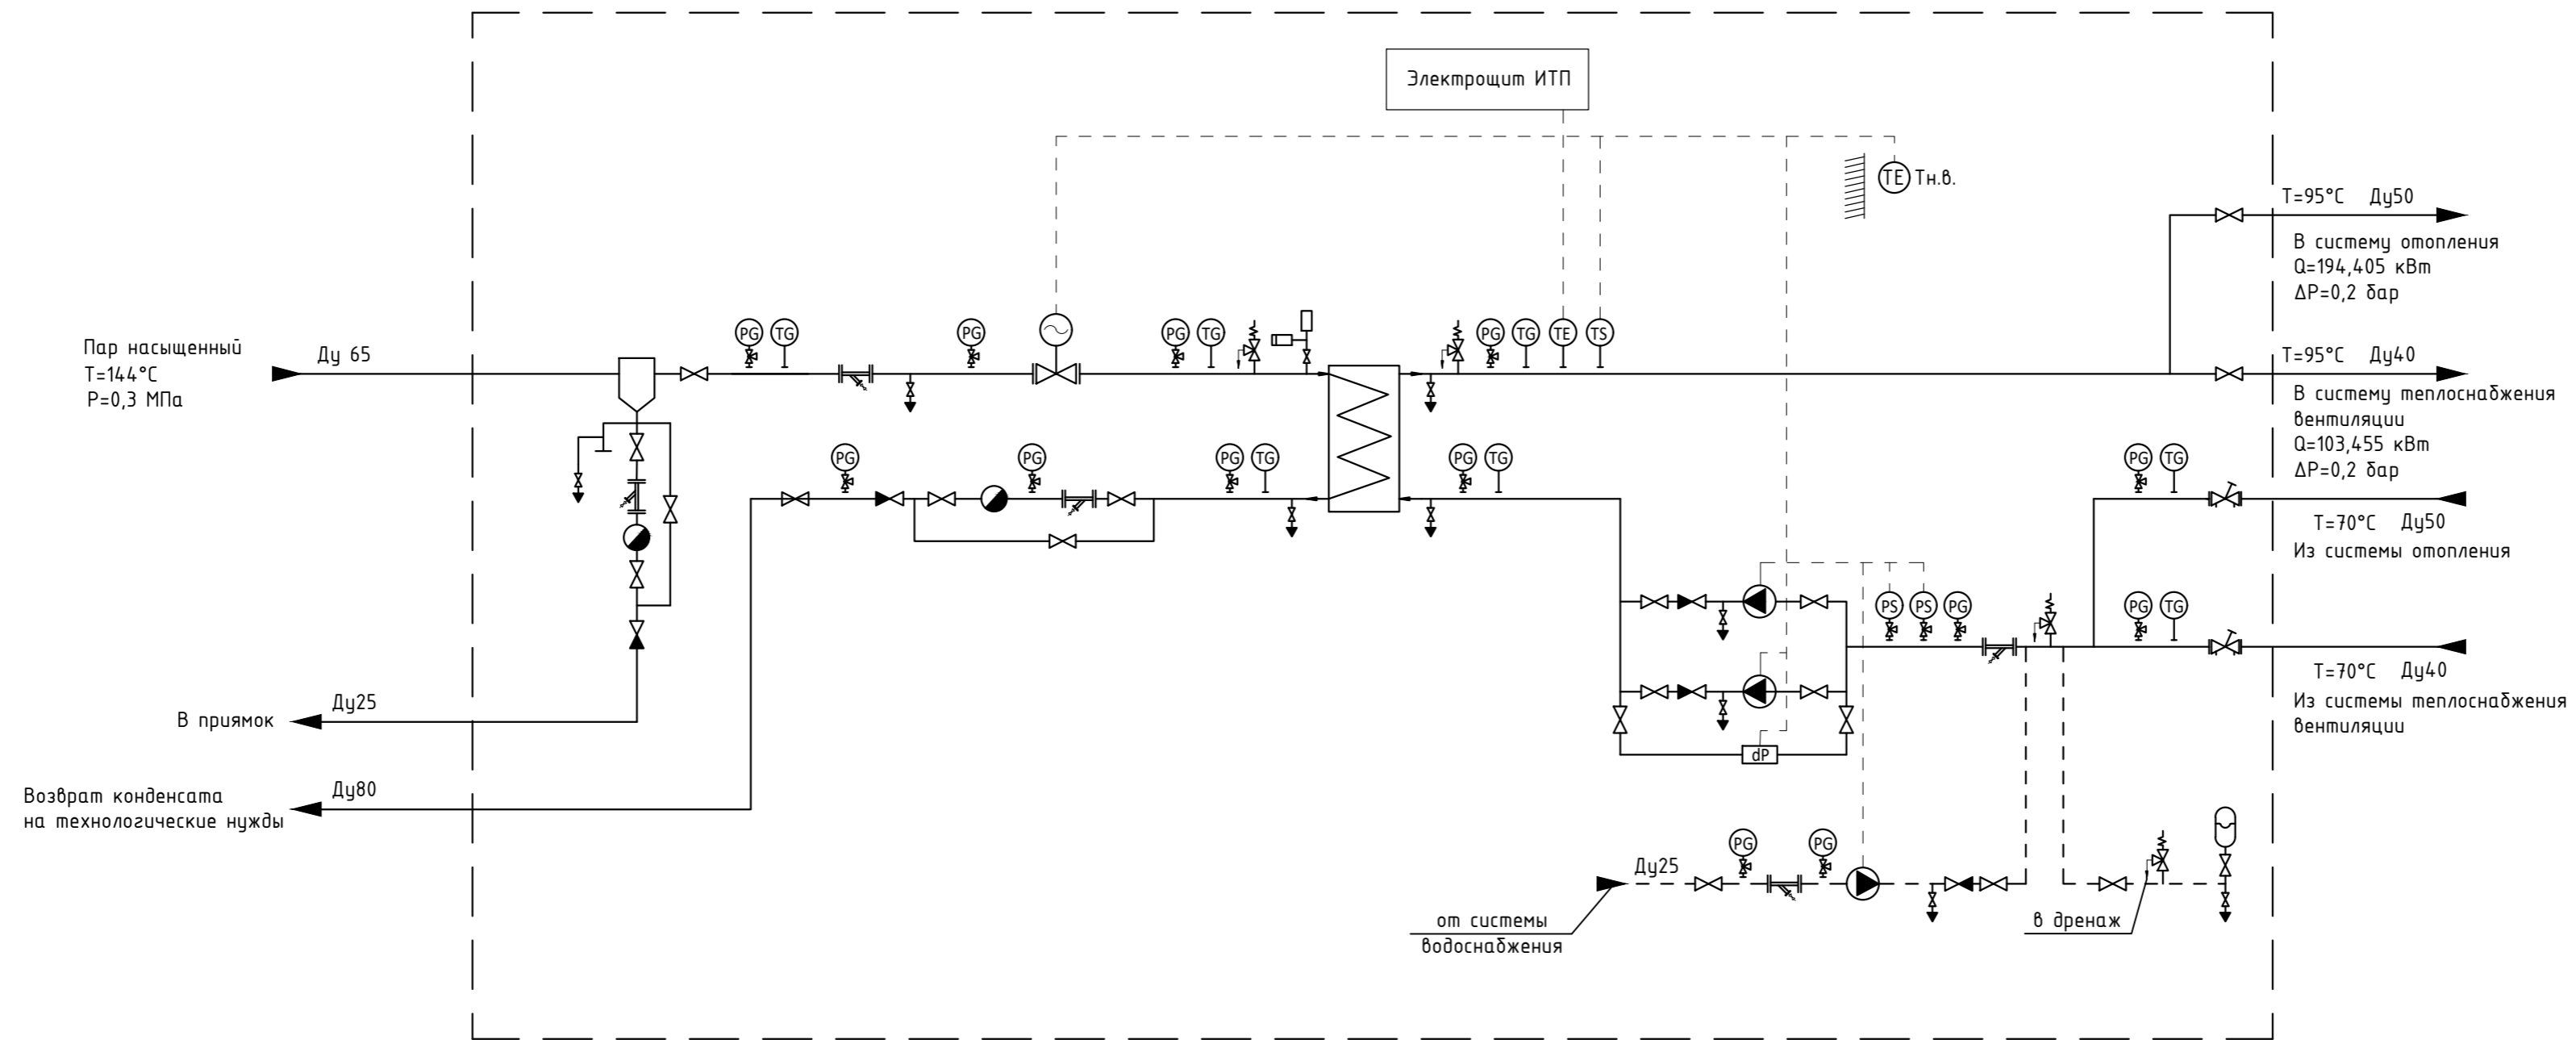 Электрощит ИТП
TE Тн.в.
T=95°C Ду50
В систему отопления
Q=194,405 кВт
ΔP=0,2 бар
PG TG
PG
PG TG
PG TG TE TS
Пар насыщенный
T=144°C
P=0,3 МПа
Ду 65
T=95°C Ду40
В систему теплоснабжения
вентиляции
Q=103,455 кВт
ΔP=0,2 бар
PG
PG
PG TG
PG TG
PG TG
T=70°C Ду50
Из системы отопления
PS PS PG
PG TG
T=70°C Ду40
Из системы теплоснабжения
вентиляции
В приямок
Ду25
dP
Возврат конденсата
на технологические нужды
Ду80
PG
PG
Ду25
от системы
водоснабжения
в дренаж